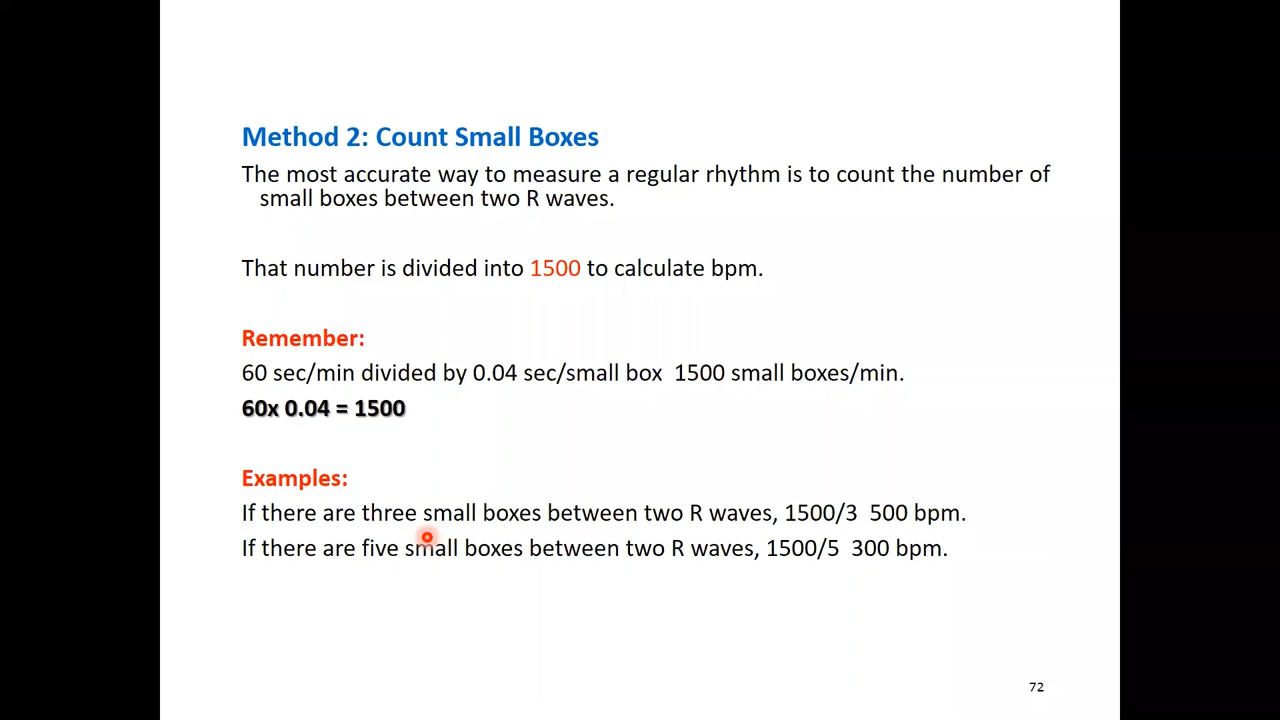 Method 2: Count Small Boxes
The most accurate way to measure a regular rhythm is to count the number of
small boxes between two R waves.
That number is divided into 1500 to calculate bpm.
Remember:
60 sec/min divided by 0.04 sec/small box  1500 small boxes/min.
60x 0.04 = 1500
Examples:
If there are three small boxes between two R waves, 1500/3  500 bpm.
If there are five small boxes between two R waves, 1500/5  300 bpm.
72